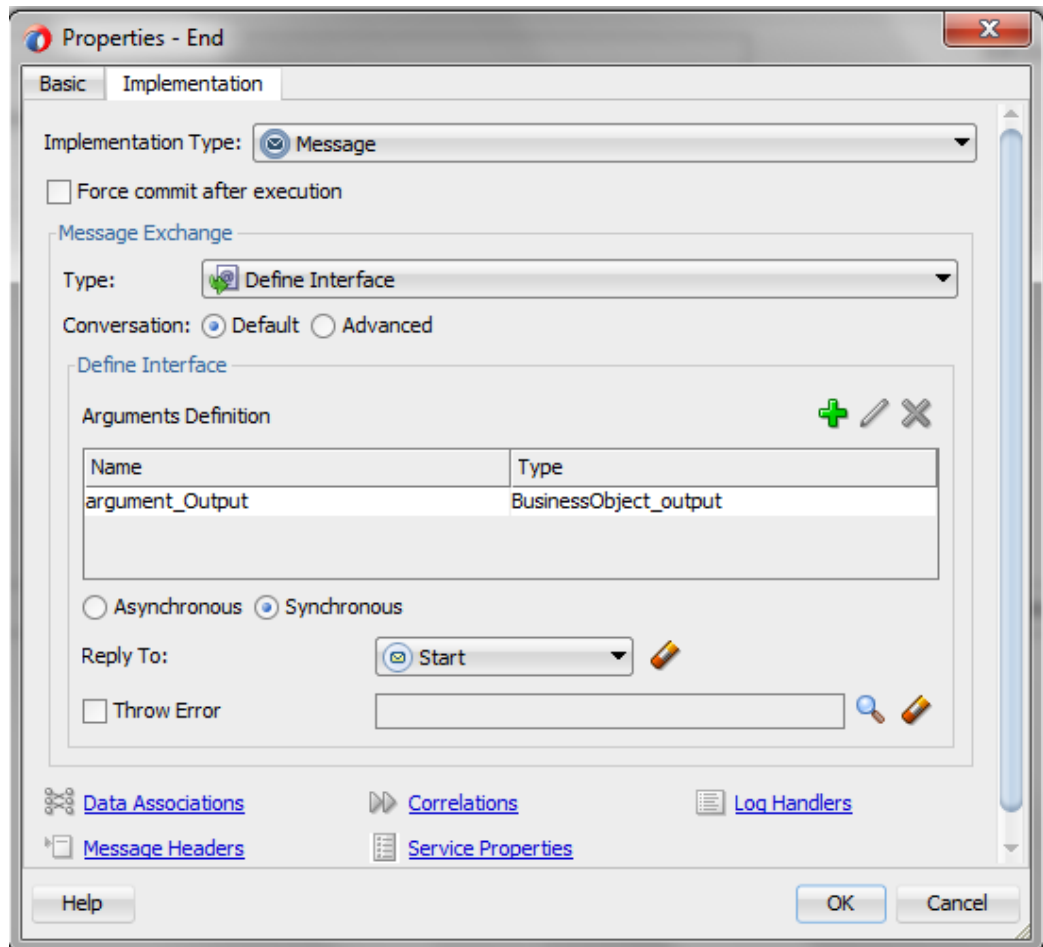 Properties - End
Basic Implementation
Implementation Type: Message
Force commit after execution
Message Exchange
Type: Define Interface
Conversation: Default Advanced
Define Interface
Arguments Definition
Name Type
argument_Output BusinessObject_output
Asynchronous Synchronous
Reply To: Start
Throw Error
Data Associations Correlations Log Handlers
Message Headers Service Properties
Help OK Cancel